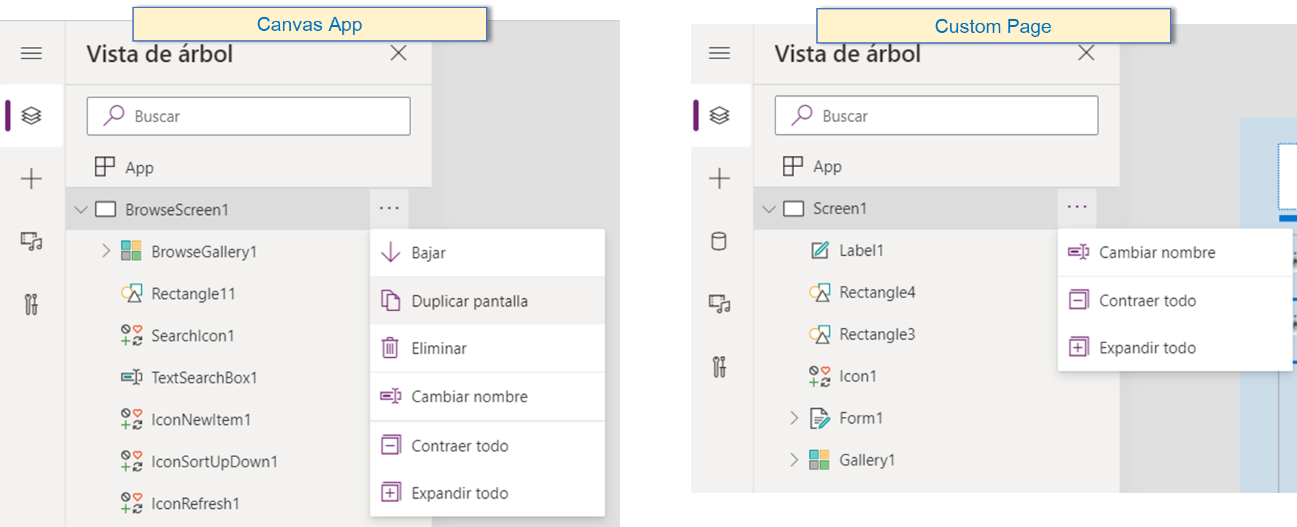 Canvas App
Vista de árbol
Buscar
App
BrowseScreen1
BrowseGallery1
Rectangle11
SearchIcon1
TextSearchBox1
IconNewItem1
IconSortUpDown1
IconRefresh1
Bajar
Duplicar pantalla
Eliminar
Cambiar nombre
Contraer todo
Expandir todo
Custom Page
Vista de árbol
Buscar
App
Screen1
Label1
Rectangle4
Rectangle3
Icon1
Form1
Gallery1
Cambiar nombre
Contraer todo
Expandir todo